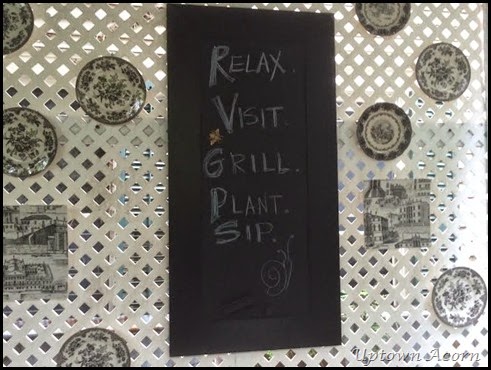 RELAX.
VISIT.
GRILL.
PLANT.
SIP.
Uptown Acorn